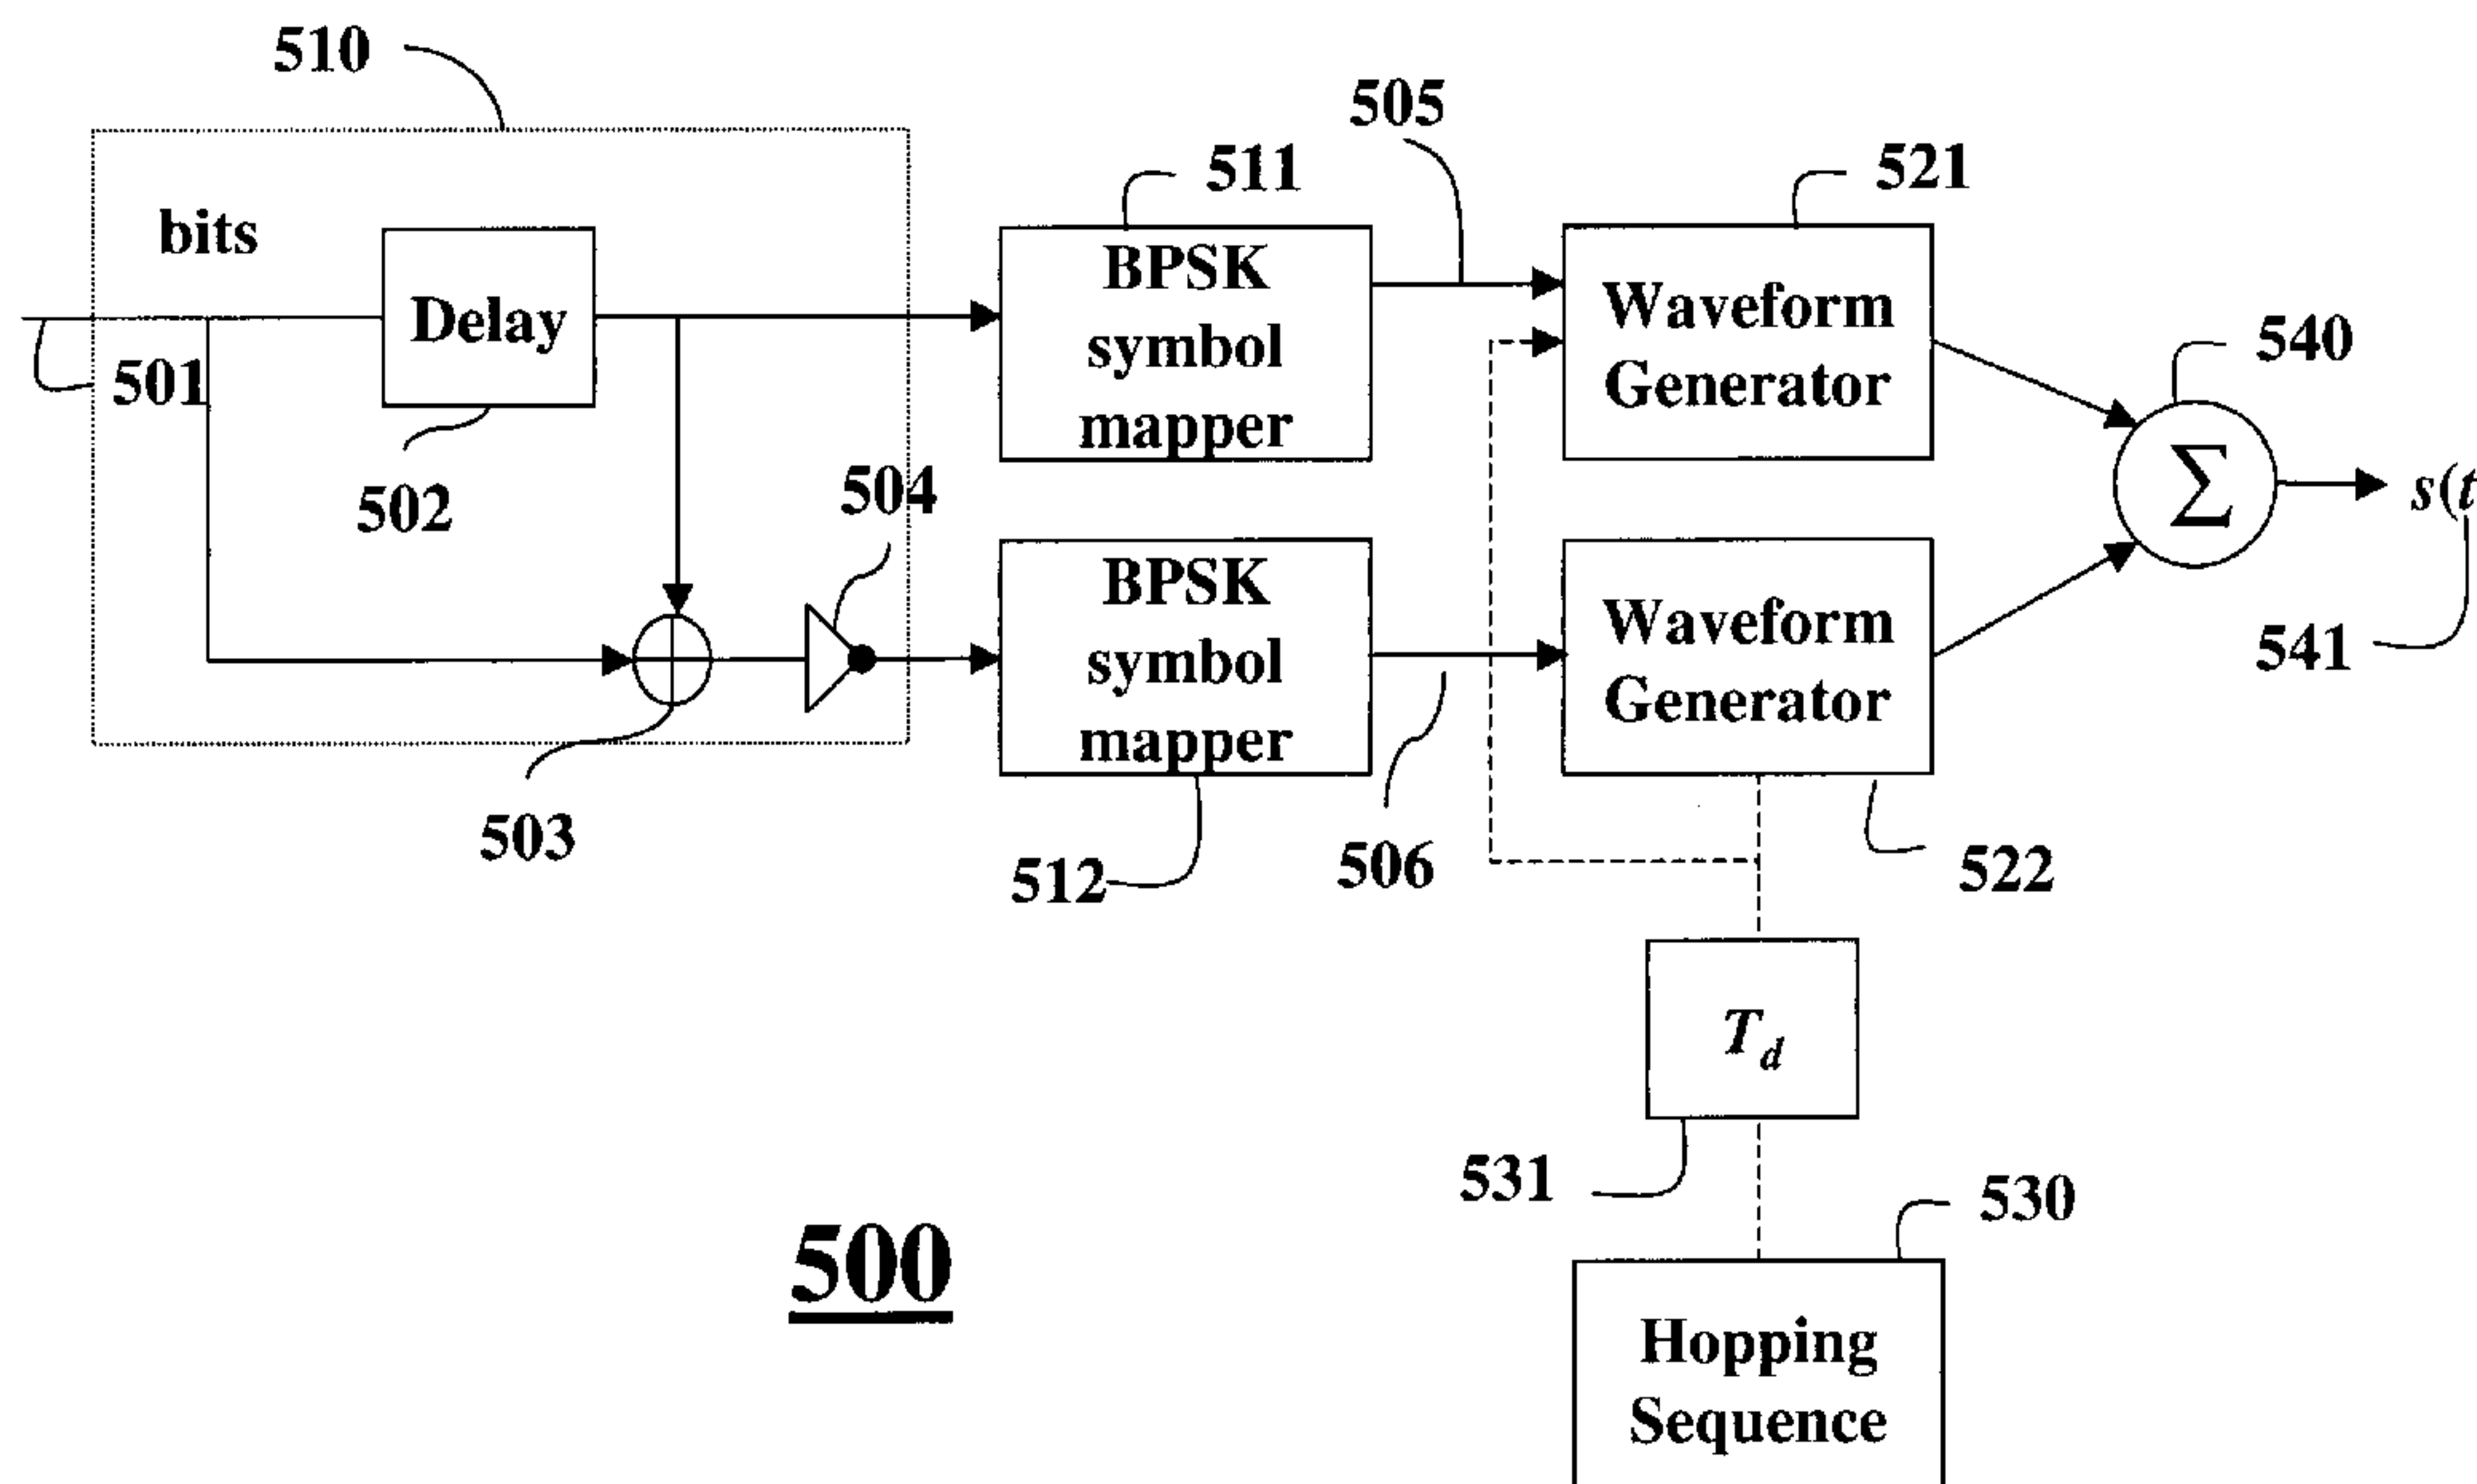 510
505
511
521
bits
BPSK
symbol
mapper
Waveform
Generator
Delay
540
501
Σ
s(t
504
502
BPSK
symbol
mapper
Waveform
Generator
541
503
512
506
522
T_d
531
530
500
Hopping
Sequence